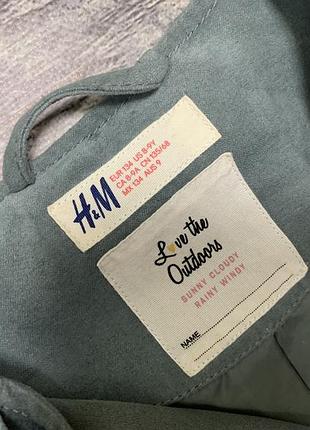 H&M
EUR 134 US 8-9Y
CA 8-9A CN 135/68
MX 134 AUS 9
Love the
Outdoors
SUNNY CLOUDY
RAINY WINDY
NAME